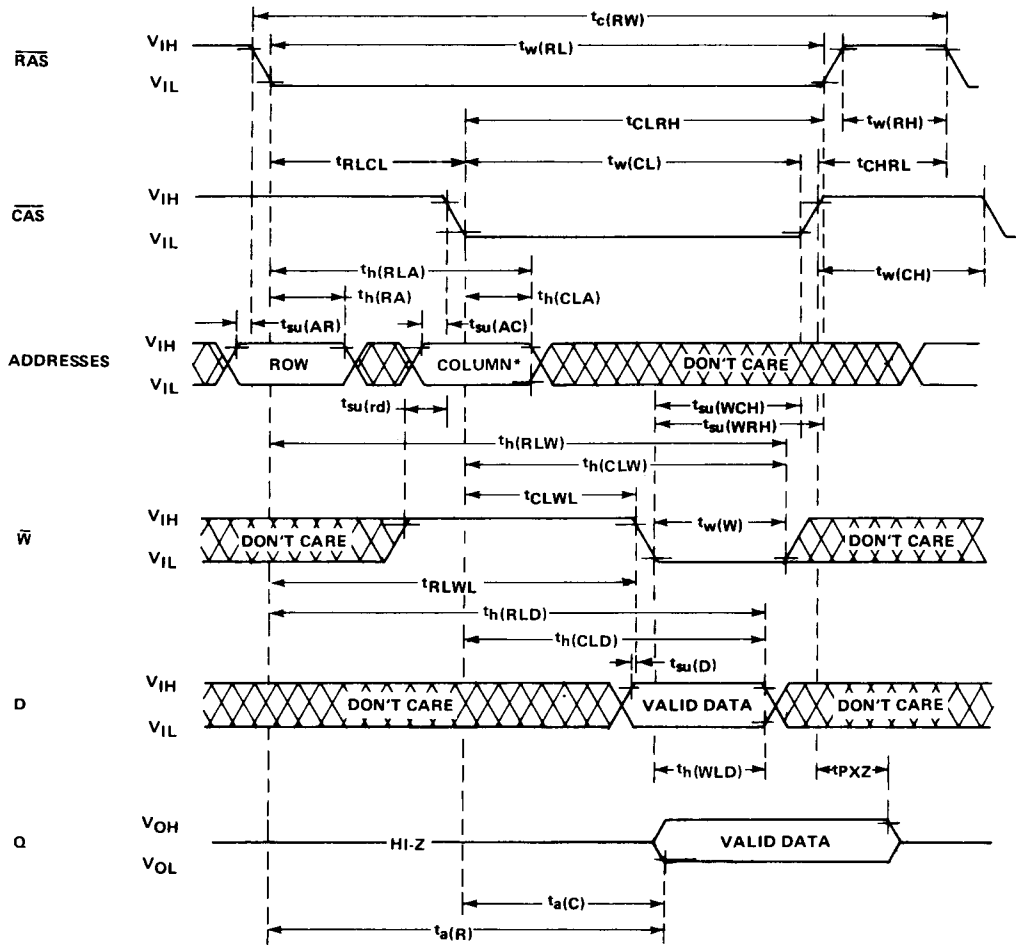 tc(RW)
RAS
VIH
VIL
tw(RL)
tCLRH
tw(RH)
tRLCL
tw(CL)
tCHRL
CAS
VIH
VIL
th(RLA)
tw(CH)
th(RA)
th(CLA)
tsu(AR)
tsu(AC)
ADDRESSES
VIH
VIL
ROW
COLUMN*
DON'T CARE
tsu(rd)
tsu(WCH)
tsu(WRH)
th(RLW)
th(CLW)
tCLWL
W
VIH
VIL
DON'T CARE
tw(W)
DON'T CARE
tRLWL
th(RLD)
th(CLD)
tsu(D)
D
VIH
VIL
DON'T CARE
VALID DATA
DON'T CARE
th(WLD)
tPXZ
Q
VOH
VOL
HI-Z
VALID DATA
ta(C)
ta(R)